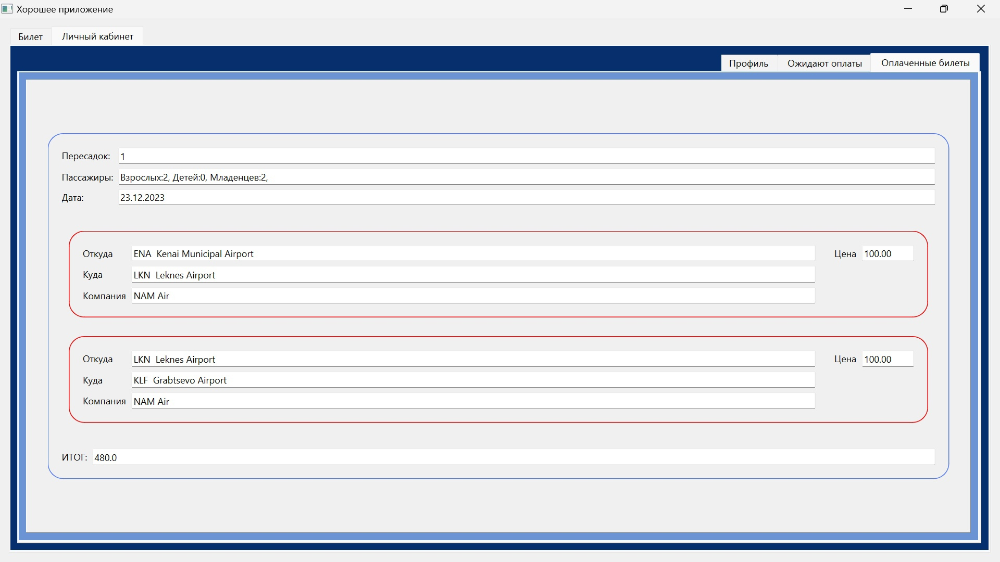 Хорошее приложение
Билет Личный кабинет
Профиль Ожидают оплаты Оплаченные билеты
Пересадок: 1
Пассажиры: Взрослых:2, Детей:0, Младенцев:2,
Дата: 23.12.2023
Откуда ENA  Kenai Municipal Airport Цена 100.00
Куда LKN  Leknes Airport
Компания NAM Air
Откуда LKN  Leknes Airport Цена 100.00
Куда KLF  Grabtsevo Airport
Компания NAM Air
ИТОГ: 480.0